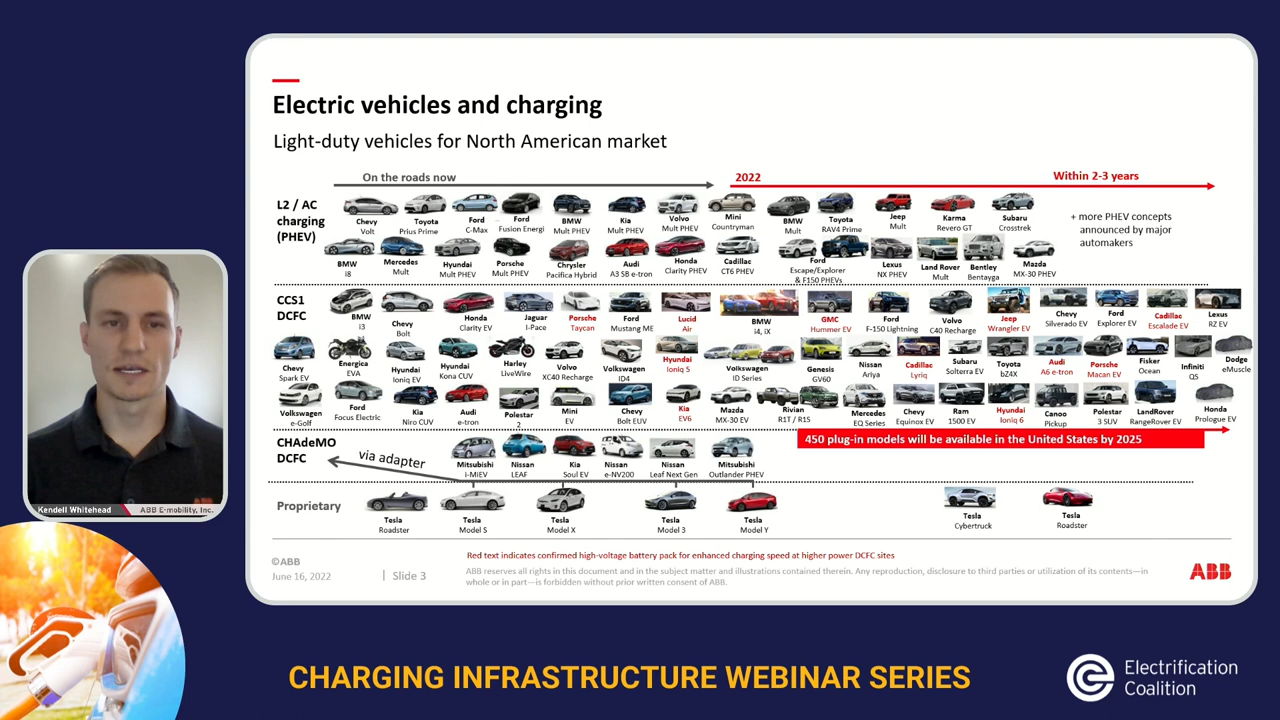 Electric vehicles and charging
Light-duty vehicles for North American market
On the roads now
2022
Within 2-3 years
L2 / AC
charging
(PHEV)
Chevy
Volt
Toyota
Prius Prime
Ford
C-Max
Ford
Fusion Energi
BMW
Mult PHEV
Kia
Mult PHEV
Volvo
Mult PHEV
Mini
Countryman
BMW
Mult
Toyota
RAV4 Prime
Jeep
Mult
Karma
Revero GT
Subaru
Crosstrek
+ more PHEV concepts
announced by major
automakers
BMW
i8
Mercedes
Mult
Hyundai
Mult PHEV
Porsche
Mult PHEV
Chrysler
Pacifica Hybrid
Audi
A3 SB e-tron
Honda
Clarity PHEV
Cadillac
CT6 PHEV
Ford
Escape/Explorer
& F150 PHEVs
Lexus
NX PHEV
Land Rover
Mult
Bentley
Bentayga
Mazda
MX-30 PHEV
CCS1
DCFC
BMW
i3
Chevy
Bolt
Honda
Clarity EV
Jaguar
I-Pace
Porsche
Taycan
Ford
Mustang ME
Lucid
Air
BMW
i4, iX
GMC
Hummer EV
Ford
F-150 Lightning
Volvo
C40 Recharge
Jeep
Wrangler EV
Chevy
Silverado EV
Ford
Explorer EV
Cadillac
Escalade EV
Lexus
RZ EV
Chevy
Spark EV
Energica
EVA
Hyundai
Ioniq EV
Hyundai
Kona CUV
Harley
LiveWire
Volvo
XC40 Recharge
Volkswagen
ID4
Hyundai
Ioniq 5
Volkswagen
ID Series
Genesis
GV60
Nissan
Ariya
Cadillac
Lyriq
Subaru
Solterra EV
Toyota
bZ4X
Audi
A6 e-tron
Porsche
Macan EV
Fisker
Ocean
Infiniti
QS
Dodge
eMuscle
Volkswagen
e-Golf
Ford
Focus Electric
Kia
Niro CUV
Audi
e-tron
Polestar
2
Mini
EV
Chevy
Bolt EUV
Kia
EV6
Mazda
MX-30 EV
Rivian
R1T / R1S
Mercedes
EQ Series
Chevy
Equinox EV
Ram
1500 EV
Hyundai
Ioniq 6
Canoo
Pickup
Polestar
3 SUV
LandRover
RangeRover EV
Honda
Prologue EV
450 plug-in models will be available in the United States by 2025
CHAdeMO
DCFC
via adapter
Mitsubishi
i-MIEV
Nissan
LEAF
Kia
Soul EV
Nissan
e-NV200
Nissan
Leaf Next Gen
Mitsubishi
Outlander PHEV
Proprietary
Tesla
Roadster
Tesla
Model S
Tesla
Model X
Tesla
Model 3
Tesla
Model Y
Tesla
Cybertruck
Tesla
Roadster
Red text indicates confirmed high-voltage battery pack for enhanced charging speed at higher power DCFC sites
©ABB
June 16, 2022
| Slide 3
ABB reserves all rights in this document and in the subject matter and illustrations contained therein. Any reproduction, disclosure to third parties or utilization of its contents—in
whole or in part—is forbidden without prior written consent of ABB.
ABB
Kendell Whitehead
ABB E-mobility, Inc.
ABB
CHARGING INFRASTRUCTURE WEBINAR SERIES
Electrification
Coalition